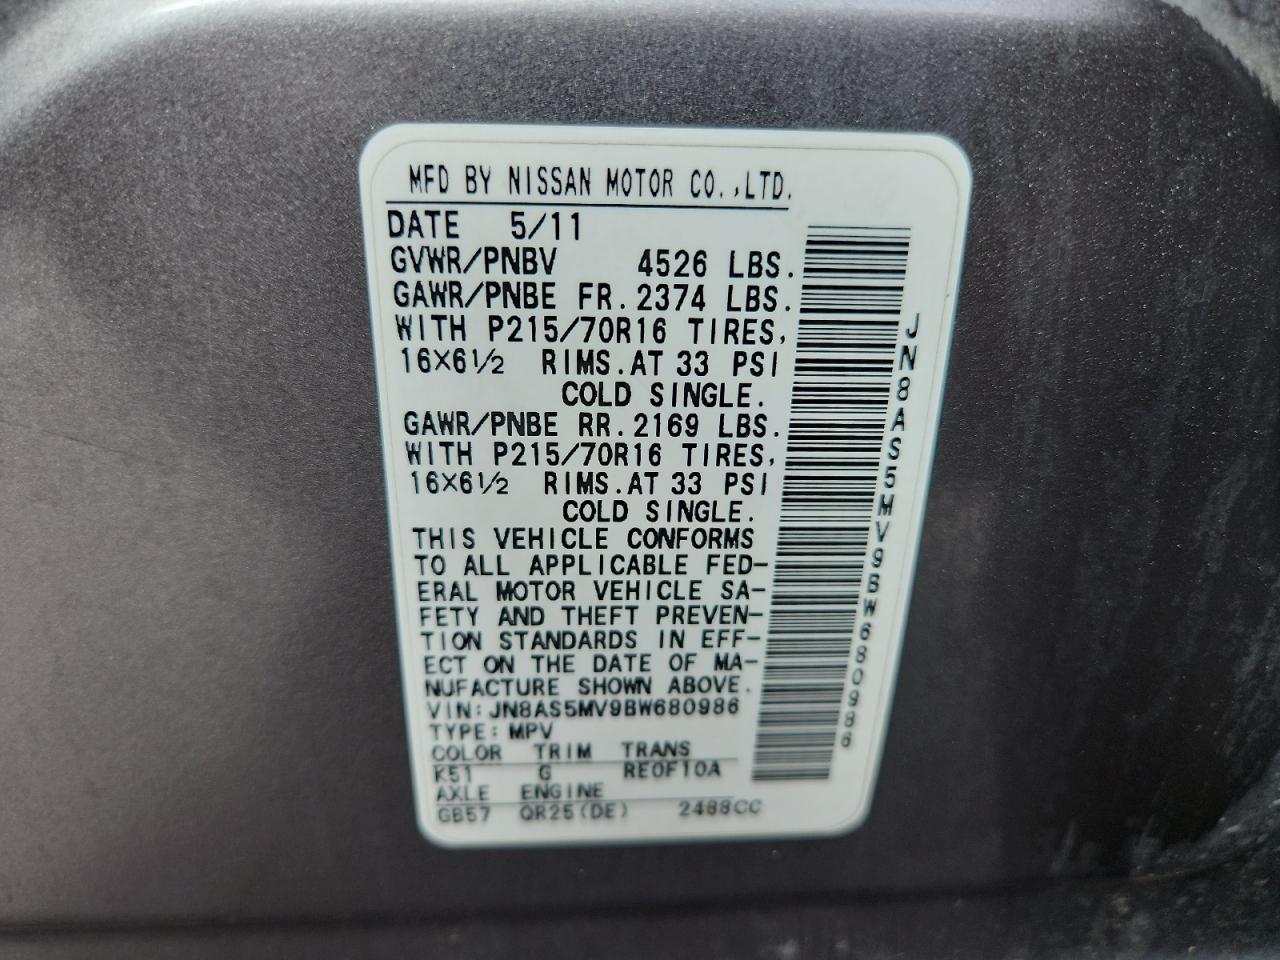 MFD BY NISSAN MOTOR CO.,LTD.
DATE 5/11
GVWR/PNBV 4526 LBS.
GAWR/PNBE FR.2374 LBS.
WITH P215/70R16 TIRES,
16×6½ RIMS.AT 33 PSI
COLD SINGLE.
GAWR/PNBE RR.2169 LBS.
WITH P215/70R16 TIRES,
16×6½ RIMS.AT 33 PSI
COLD SINGLE.
THIS VEHICLE CONFORMS
TO ALL APPLICABLE FED-
ERAL MOTOR VEHICLE SA-
FETY AND THEFT PREVEN-
TION STANDARDS IN EFF-
ECT ON THE DATE OF MA-
NUFACTURE SHOWN ABOVE.
VIN:JN8AS5MV9BW680986
TYPE:MPV
COLOR TRIM TRANS
K51 G RE0F10A
AXLE ENGINE
GB57 QR25(DE) 2488CC
JN8AS5MV9BW680986